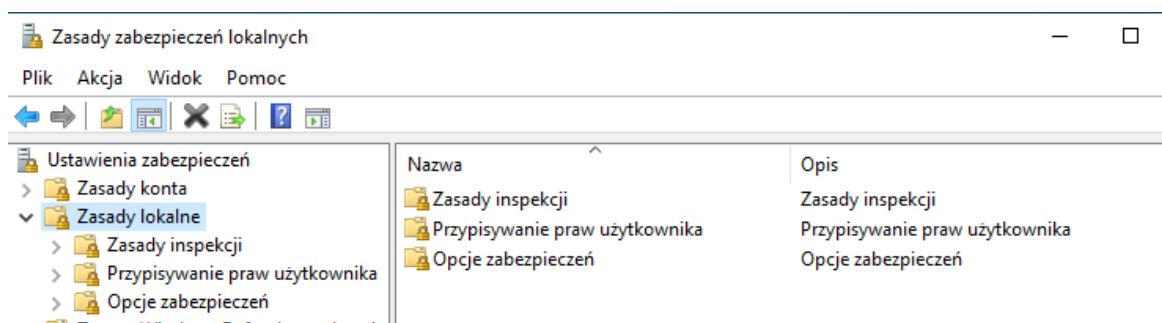 Zasady zabezpieczeń lokalnych
Plik Akcja Widok Pomoc
Ustawienia zabezpieczeń
Zasady konta
Zasady lokalne
Zasady inspekcji
Przypisywanie praw użytkownika
Opcje zabezpieczeń
Nazwa Opis
Zasady inspekcji Zasady inspekcji
Przypisywanie praw użytkownika Przypisywanie praw użytkownika
Opcje zabezpieczeń Opcje zabezpieczeń